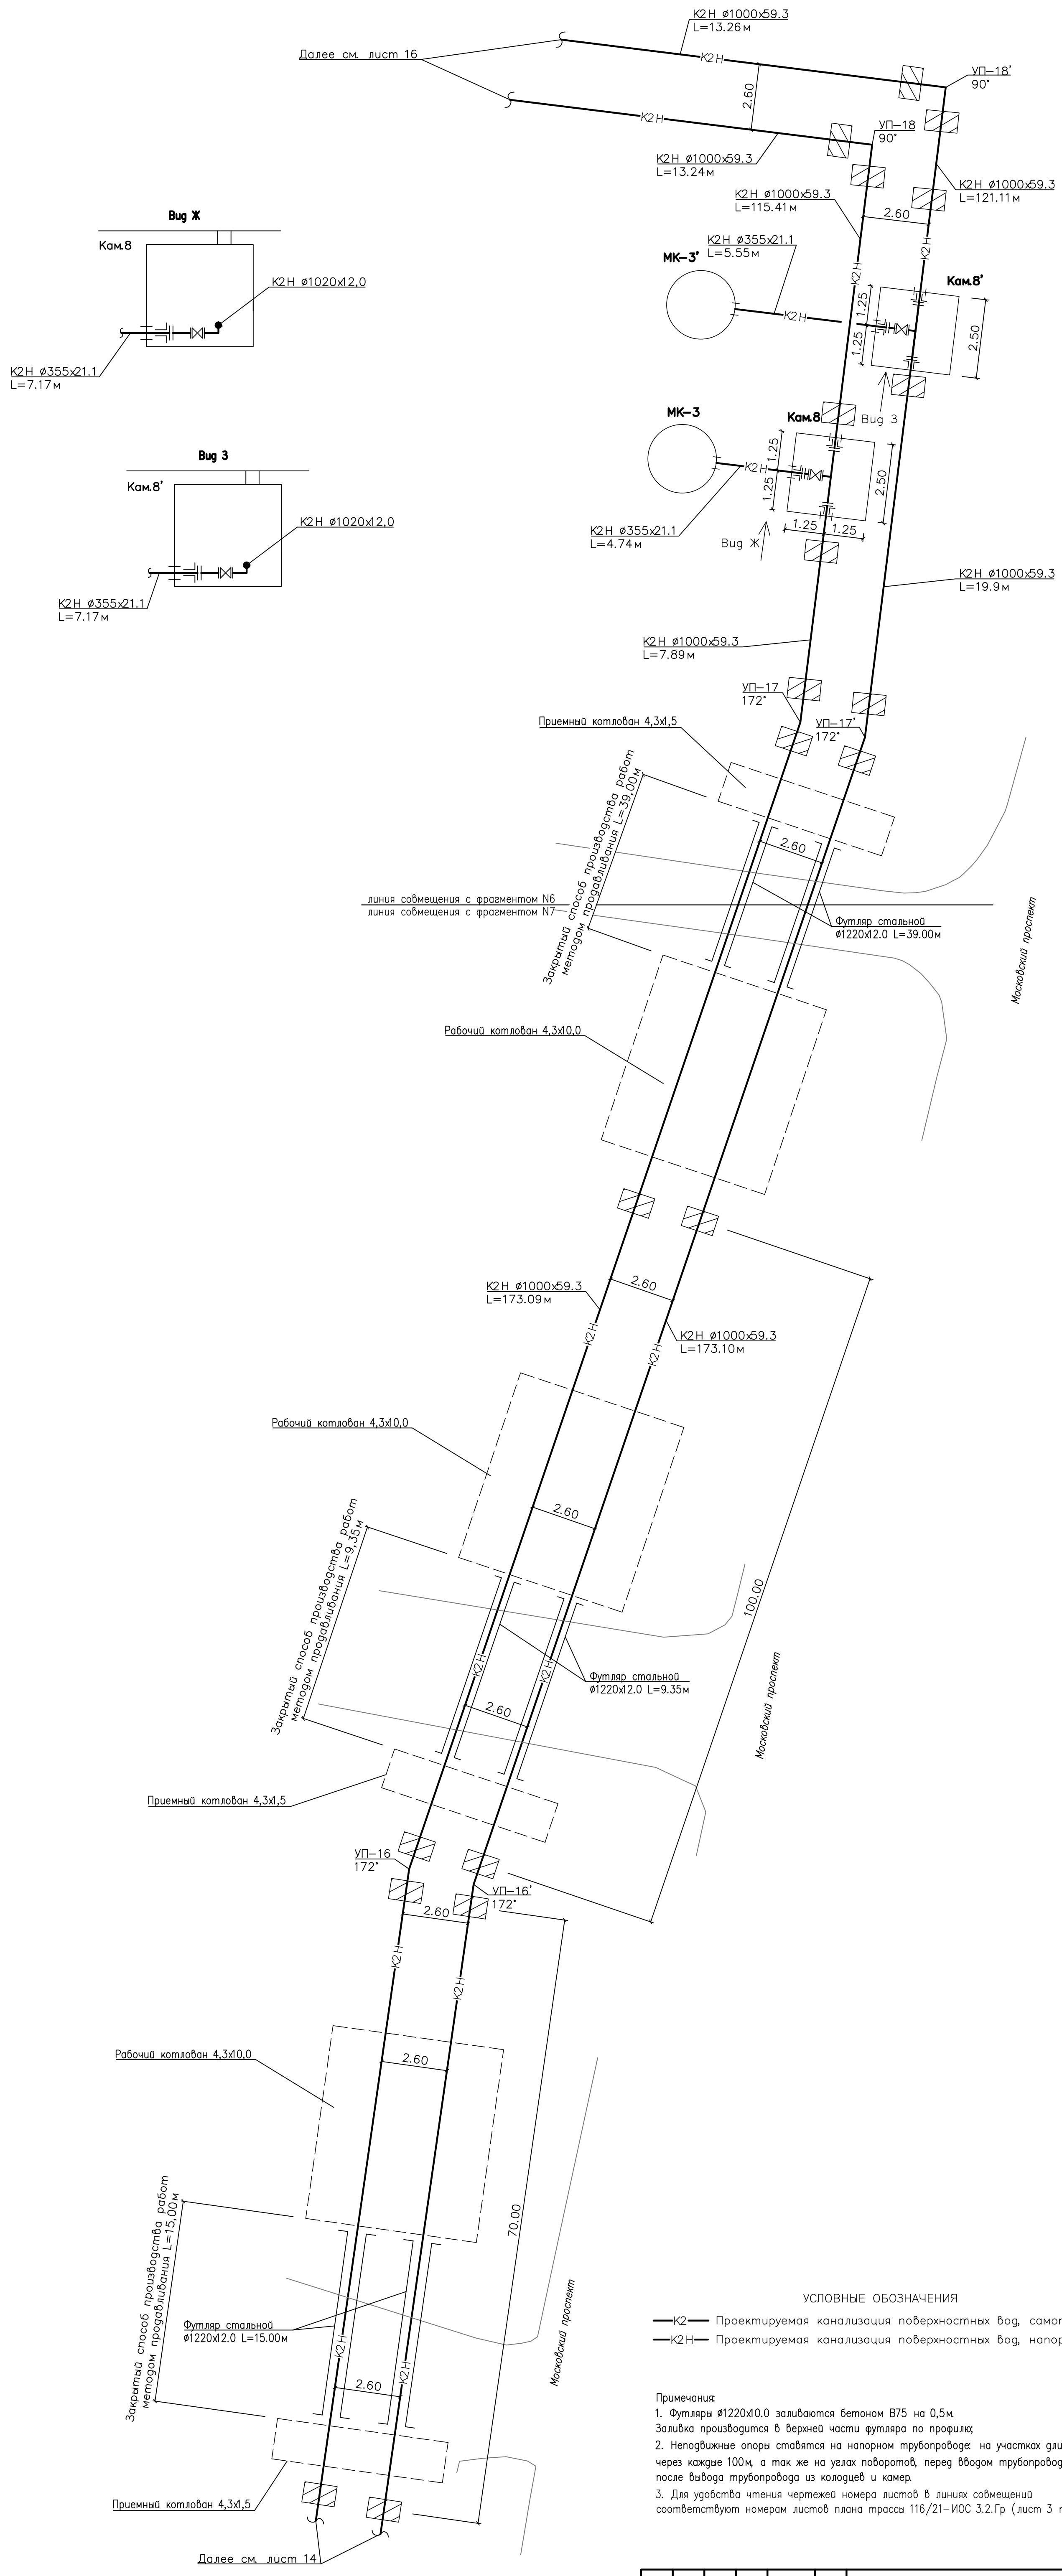 К2Н ø1000х59.3
L=13.26м
Далее см. лист 16
К2Н
2.60
УП-18'
90°
К2Н
УП-18
90°
К2Н ø1000х59.3
L=13.24м
К2Н ø1000х59.3
L=121.11м
К2Н ø1000х59.3
L=115.41м
2.60
К2Н
К2Н
Вид Ж
Кам.8
К2Н ø1020х12,0
К2Н ø355х21.1
L=7.17м
К2Н ø355х21.1
L=5.55м
МК-3'
К2Н
Кам.8'
1.25
1.25
2.50
Вид З
МК-3
Кам.8
К2Н
1.25
1.25
2.50
1.25
1.25
К2Н ø355х21.1
L=4.74м
Вид Ж
Вид З
Кам.8'
К2Н ø1020х12,0
К2Н ø355х21.1
L=7.17м
К2Н ø1000х59.3
L=19.9м
К2Н ø1000х59.3
L=7.89м
УП-17
172°
УП-17'
172°
Приемный котлован 4,3х1,5
Закрытый способ производства работ
методом продавливания L=39,00м
2.60
линия совмещения с фрагментом N6
линия совмещения с фрагментом N7
Футляр стальной
ø1220х12.0 L=39.00м
Московский проспект
Рабочий котлован 4,3х10,0
2.60
К2Н ø1000х59.3
L=173.09м
К2Н
К2Н ø1000х59.3
L=173.10м
К2Н
Рабочий котлован 4,3х10,0
2.60
Закрытый способ производства работ
методом продавливания L=9,35м
100.00
К2Н
К2Н
Футляр стальной
ø1220х12.0 L=9.35м
2.60
Московский проспект
Приемный котлован 4,3х1,5
УП-16
172°
УП-16'
172°
2.60
К2Н
К2Н
Рабочий котлован 4,3х10,0
2.60
70.00
Закрытый способ производства работ
методом продавливания L=15,00м
Футляр стальной
ø1220х12.0 L=15.00м
К2Н
К2Н
2.60
Московский проспект
Приемный котлован 4,3х1,5
Далее см. лист 14
УСЛОВНЫЕ ОБОЗНАЧЕНИЯ
К2 Проектируемая канализация поверхностных вод,
К2Н Проектируемая канализация поверхностных вод,
Примечания:
1. Футляры ø1220х10.0 заливаются бетоном В75 на 0,5м.
Заливка производится в верхней части футляра по профилю;
2. Неподвижные опоры ставятся на напорном трубопроводе: на участках
через каждые 100м, а так же на углах поворотов, перед вводом
после вывода трубопровода из колодцев и камер.
3. Для удобства чтения чертежей номера листов в линиях совмещений
соответствуют номерам листов плана трассы 116/21-ИОС 3.2.Гр (лист 3